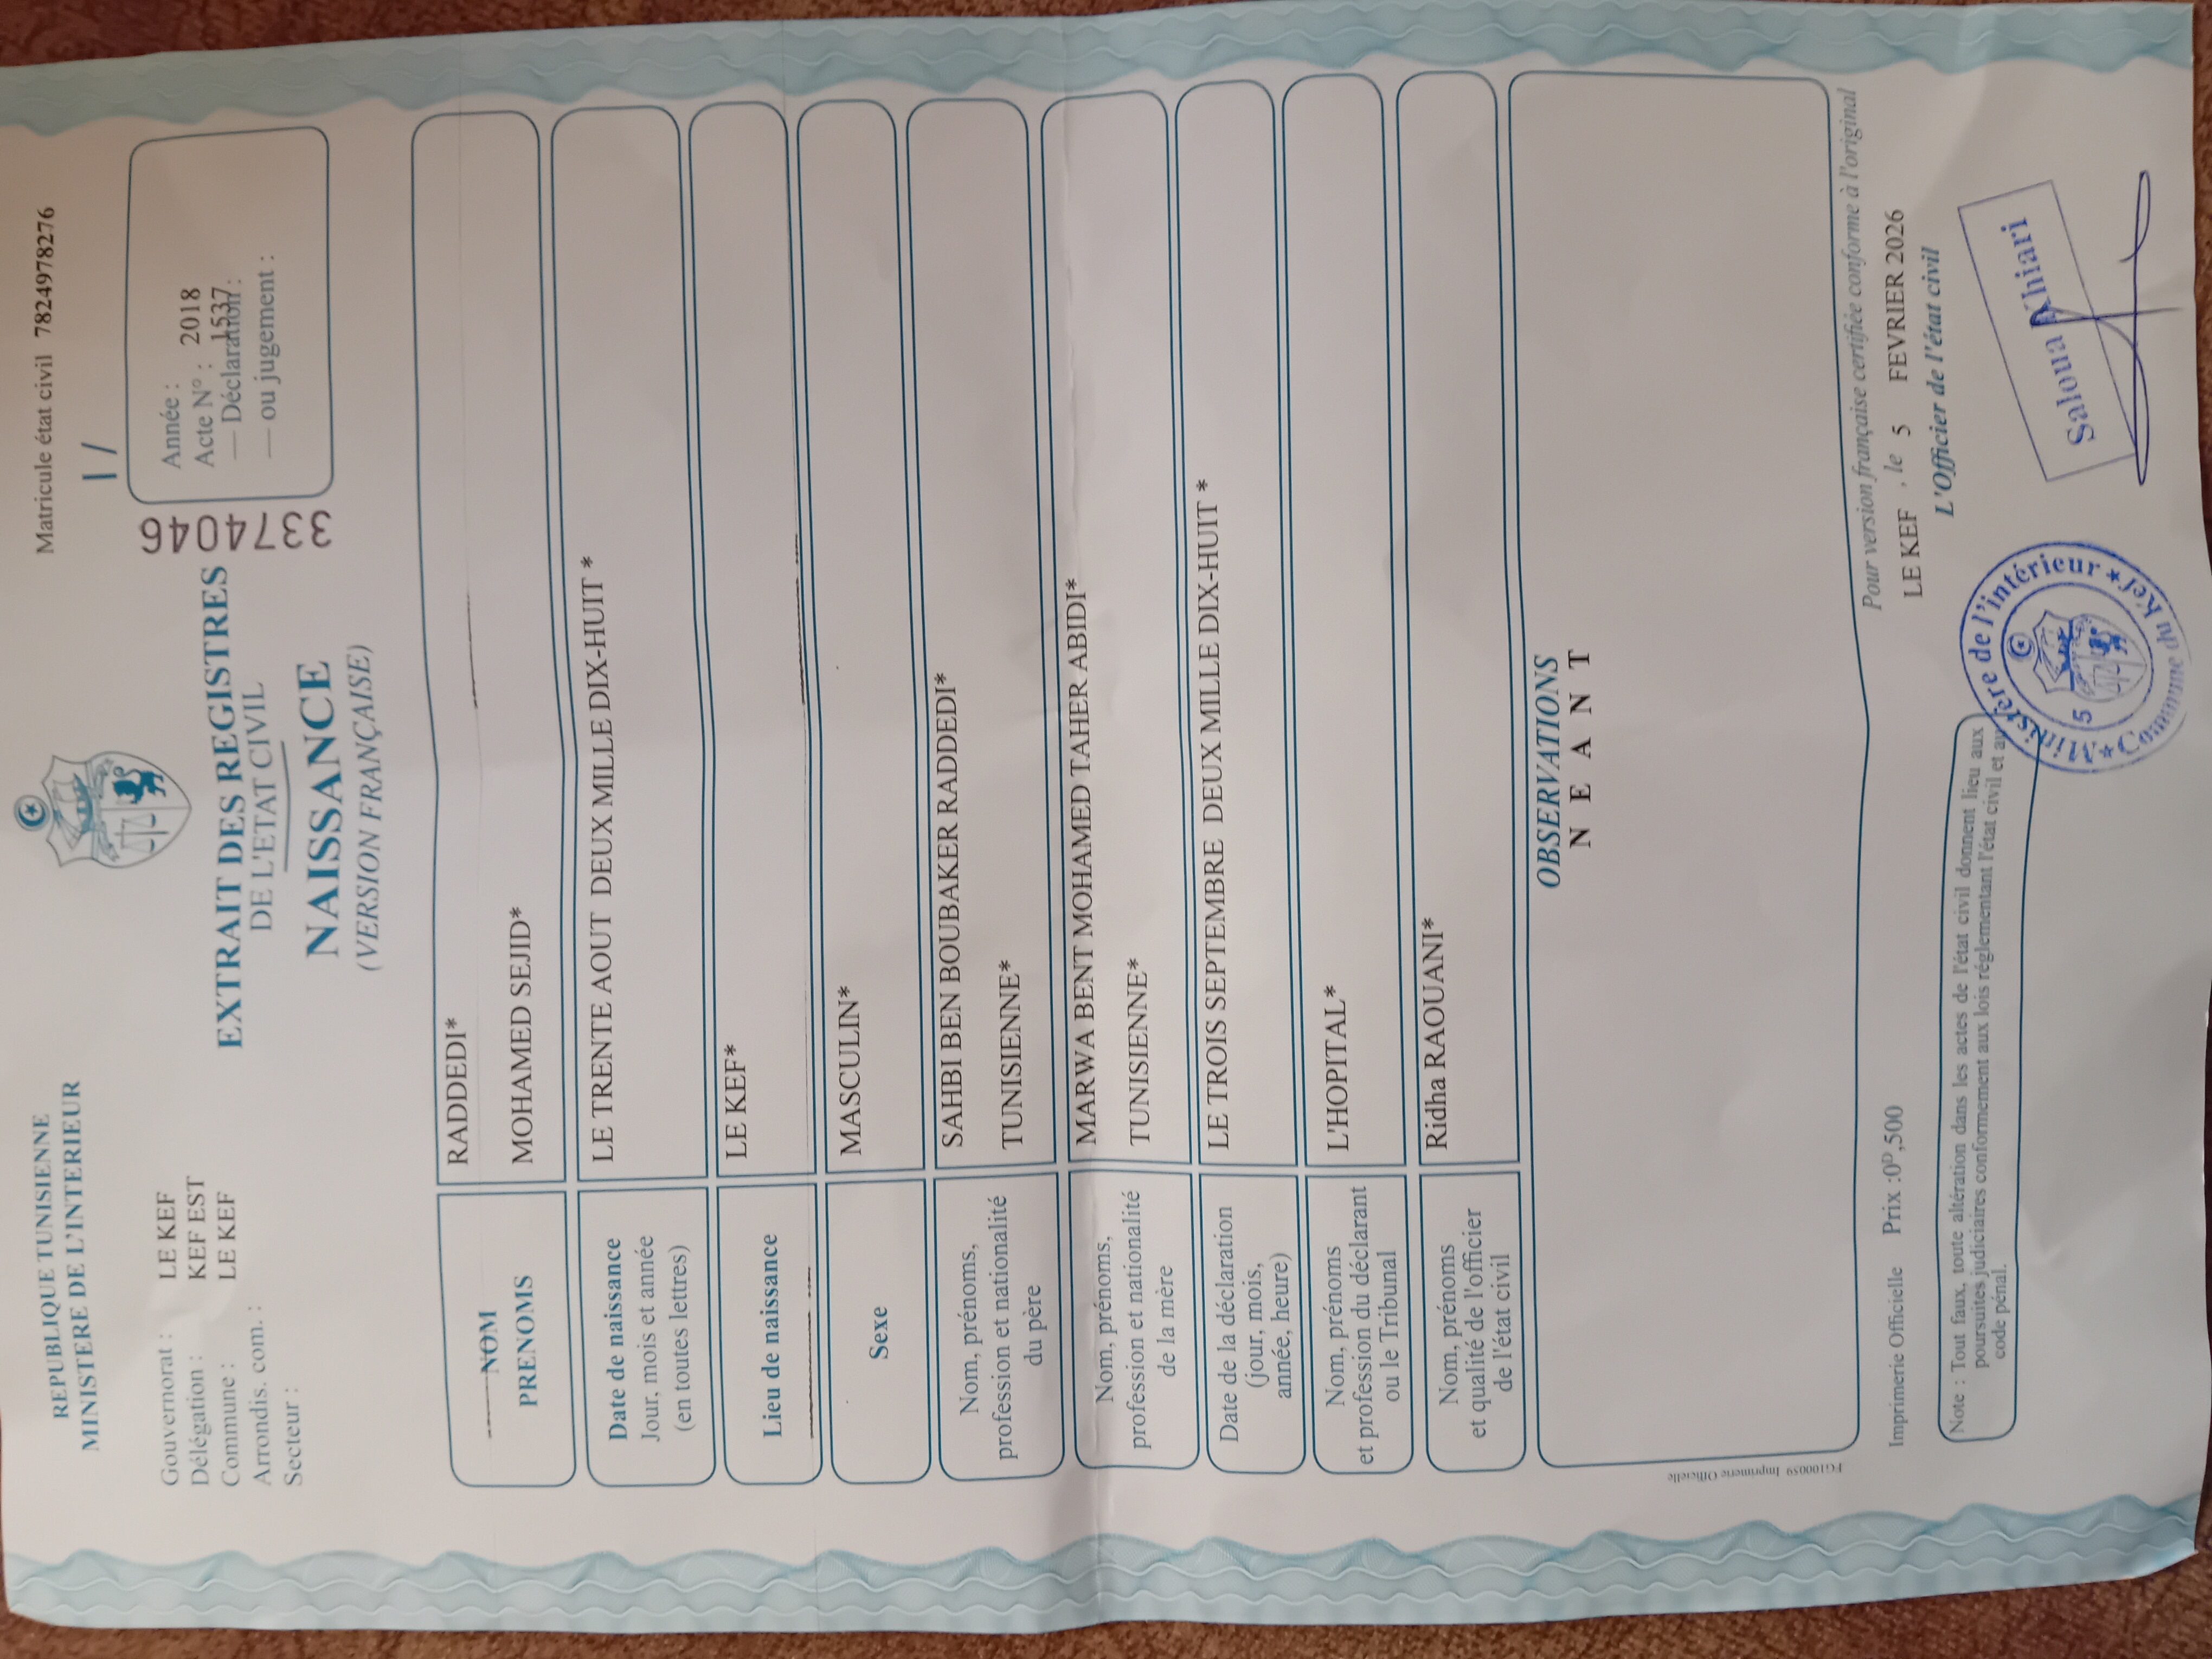 REPUBLIQUE TUNISIENNE
MINISTERE DE L'INTERIEUR
Matricule état civil 7824978276
Gouvernorat : LE KEF
Délégation : KEF EST
Commune : LE KEF
Arrondis. com. :
Secteur :
EXTRAIT DES REGISTRES
DE L'ETAT CIVIL
NAISSANCE
(VERSION FRANÇAISE)
3374046
Année : 2018
Acte N° : 1537
— Déclaration :
— ou jugement :
NOM
RADDEDI*
PRENOMS
MOHAMED SEJID*
Date de naissance
Jour, mois et année
(en toutes lettres)
LE TRENTE AOUT DEUX MILLE DIX-HUIT *
Lieu de naissance
LE KEF*
Sexe
MASCULIN*
Nom, prénoms,
profession et nationalité
du père
SAHBI BEN BOUBAKER RADDEDI*
TUNISIENNE*
Nom, prénoms,
profession et nationalité
de la mère
MARWA BENT MOHAMED TAHER ABIDI*
TUNISIENNE*
Date de la déclaration
(jour, mois,
année, heure)
LE TROIS SEPTEMBRE DEUX MILLE DIX-HUIT *
Nom, prénoms
et profession du déclarant
ou le Tribunal
L'HOPITAL*
Nom, prénoms
et qualité de l'officier
de l'état civil
Ridha RAOUANI*
OBSERVATIONS
N E A N T
FG100059 Imprimerie Officielle
Pour version française certifiée conforme à l'original
LE KEF , le 5 FEVRIER 2026
L'Officier de l'état civil
Imprimerie Officielle Prix :0D,500
Note : Tout faux, toute altération dans les actes de l'état civil donnent lieu aux
poursuites judiciaires conformement aux lois réglementant l'état civil et au
code pénal.
Ministère de l'intérieur
Commune du Kef
5
Saloua